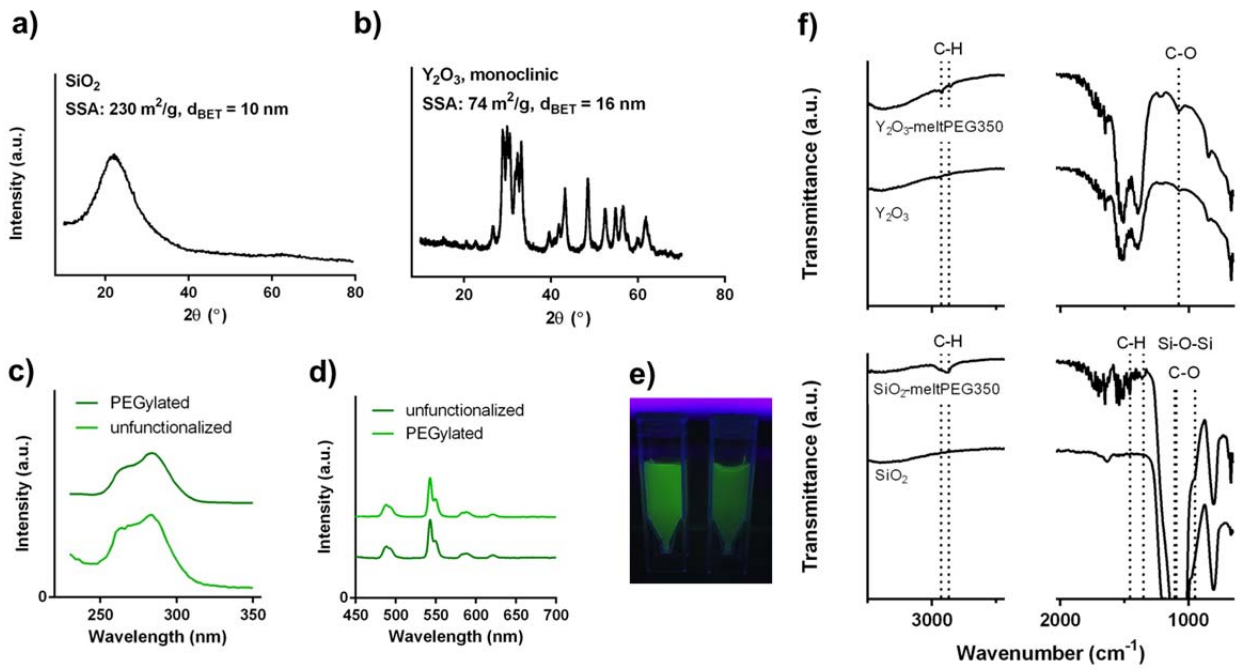 a)
SiO2
SSA: 230 m²/g, dBET = 10 nm
Intensity (a.u.)
20 40 60 80
2θ (°)
b)
Y2O3, monoclinic
SSA: 74 m²/g, dBET = 16 nm
Intensity (a.u.)
20 40 60 80
2θ (°)
c)
PEGylated
unfunctionalized
Intensity (a.u.)
0
250 300 350
Wavelength (nm)
d)
unfunctionalized
PEGylated
Intensity (a.u.)
0
450 500 550 600 650 700
Wavelength (nm)
e)
f)
C-H
C-O
Y2O3-meltPEG350
Y2O3
Transmittance (a.u.)
C-H
C-H
Si-O-Si
C-O
SiO2-meltPEG350
SiO2
Transmittance (a.u.)
3000 2000 1000
Wavenumber (cm⁻¹)